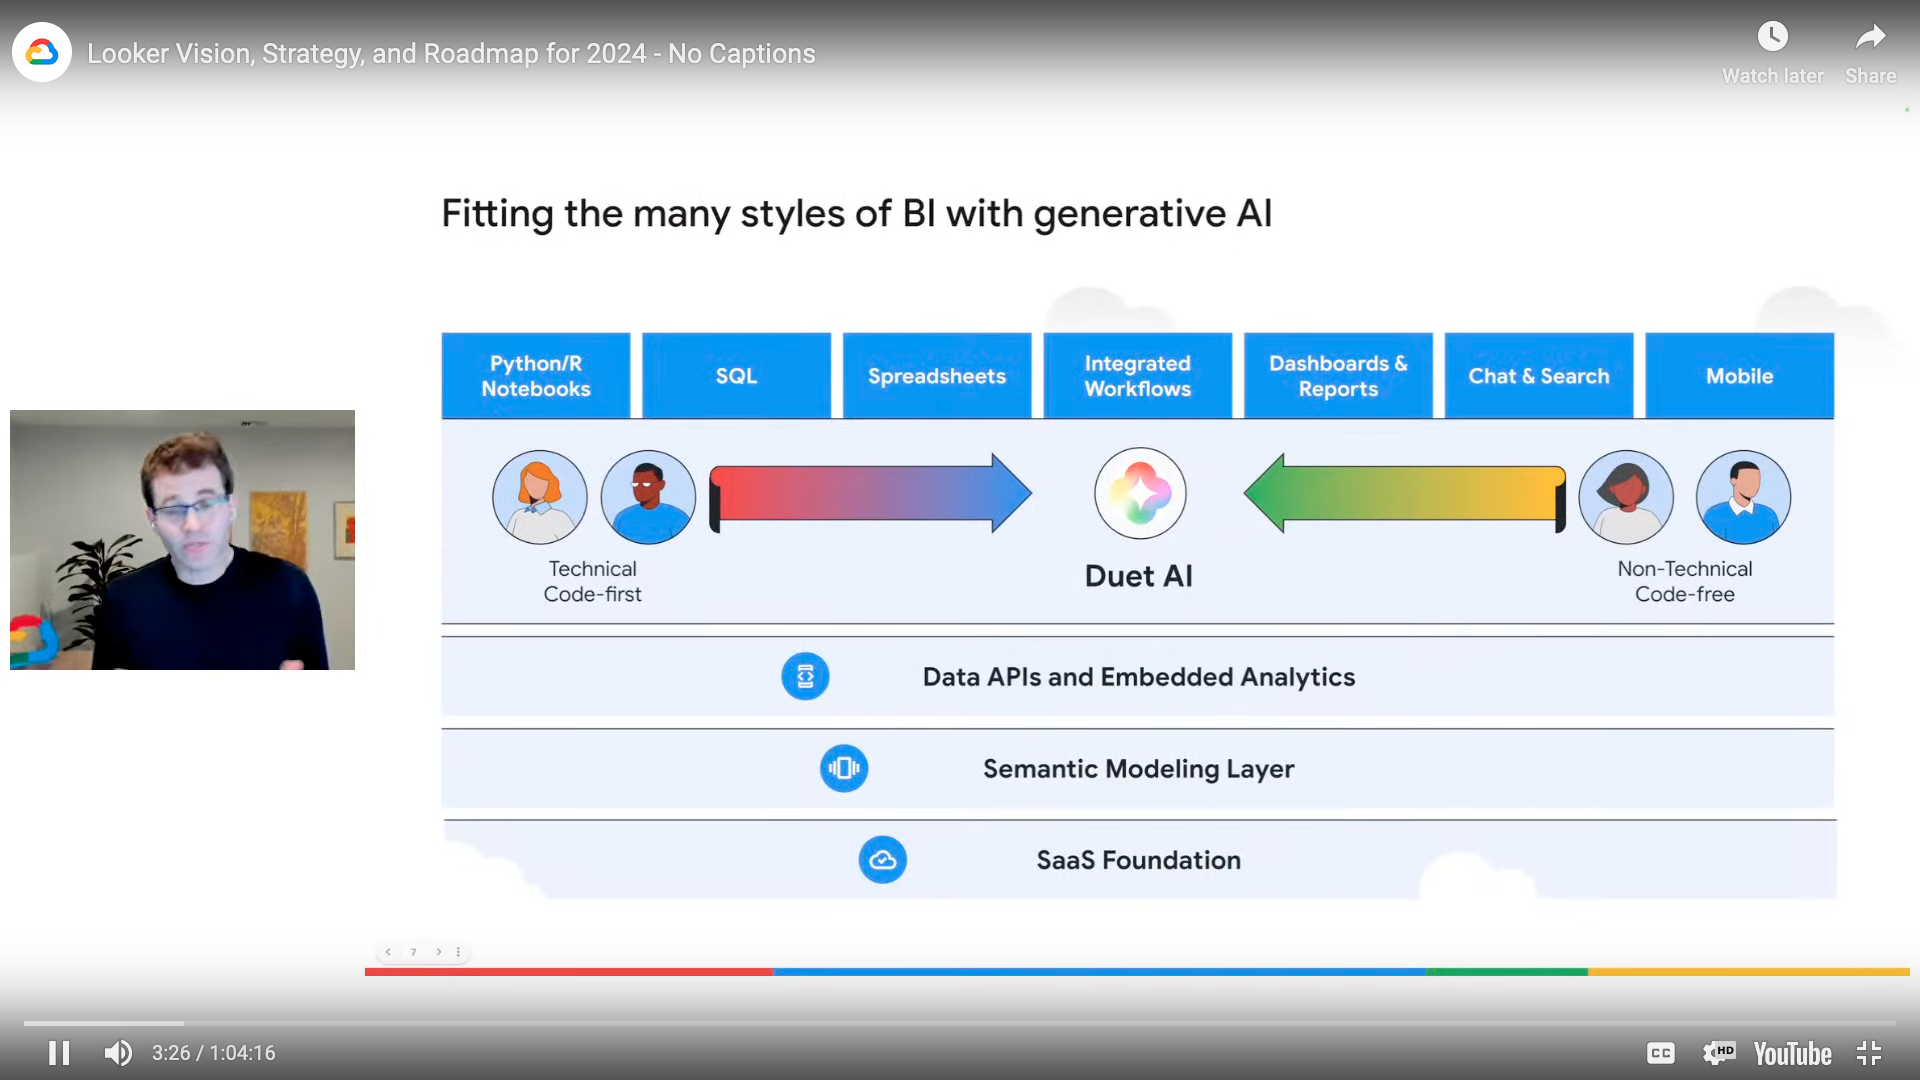 Looker Vision, Strategy, and Roadmap for 2024 - No Captions
Watch later
Share
Fitting the many styles of BI with generative AI
Python/R
Notebooks
SQL
Spreadsheets
Integrated
Workflows
Dashboards &
Reports
Chat & Search
Mobile
Technical
Code-first
Duet AI
Non-Technical
Code-free
Data APIs and Embedded Analytics
Semantic Modeling Layer
SaaS Foundation
7
3:26 / 1:04:16
CC
HD
YouTube